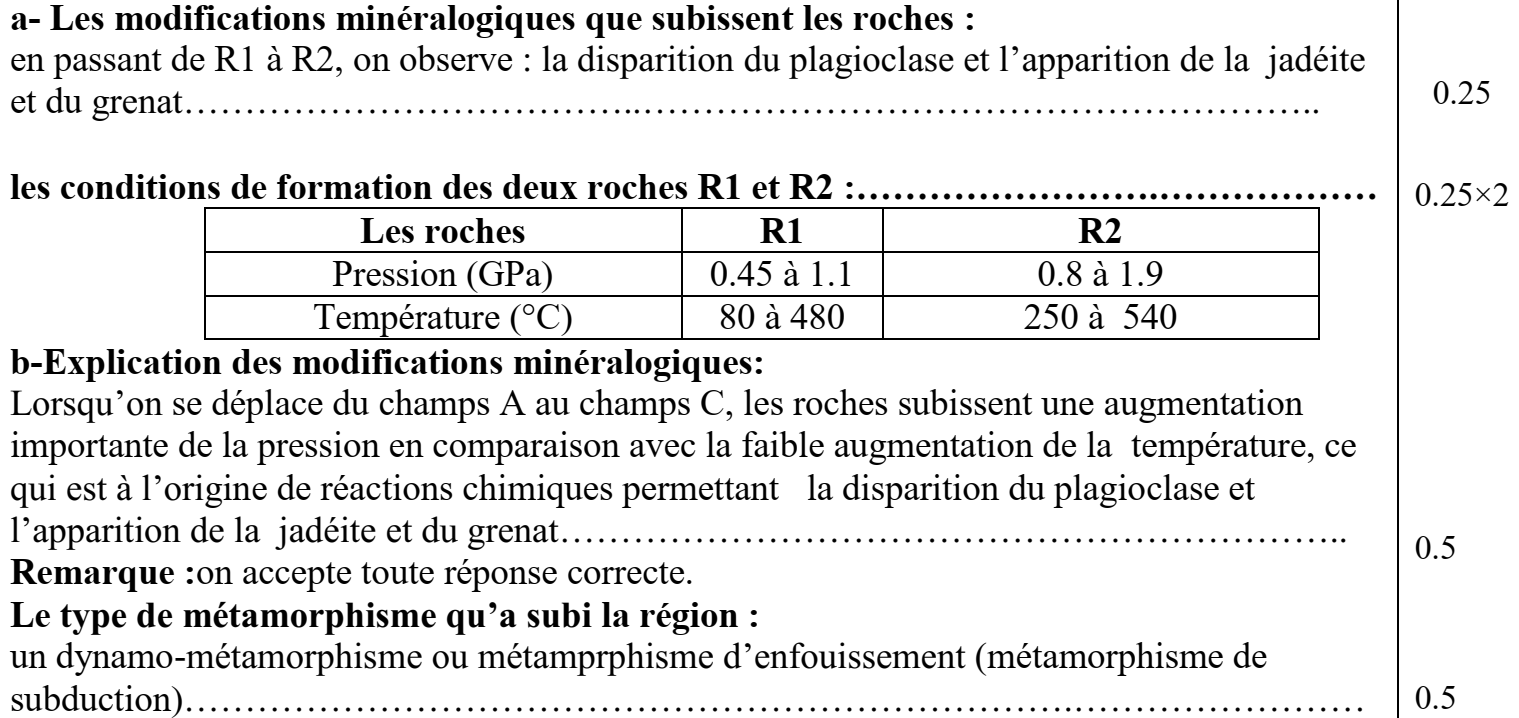 a- Les modifications minéralogiques que subissent les roches :
en passant de R1 à R2, on observe : la disparition du plagioclase et l’apparition de la jadéite
et du grenat……………………………………..………………………………………………………..
0.25
les conditions de formation des deux roches R1 et R2 :……………………….………………
0.25×2
Les roches R1 R2
Pression (GPa) 0.45 à 1.1 0.8 à 1.9
Température (°C) 80 à 480 250 à 540
b-Explication des modifications minéralogiques:
Lorsqu’on se déplace du champs A au champs C, les roches subissent une augmentation
importante de la pression en comparaison avec la faible augmentation de la température, ce
qui est à l’origine de réactions chimiques permettant la disparition du plagioclase et
l’apparition de la jadéite et du grenat…………………………………………………………………..
0.5
Remarque :on accepte toute réponse correcte.
Le type de métamorphisme qu’a subi la région :
un dynamo-métamorphisme ou métamprphisme d’enfouissement (métamorphisme de
subduction)……………………………………………………………………….………………………
0.5